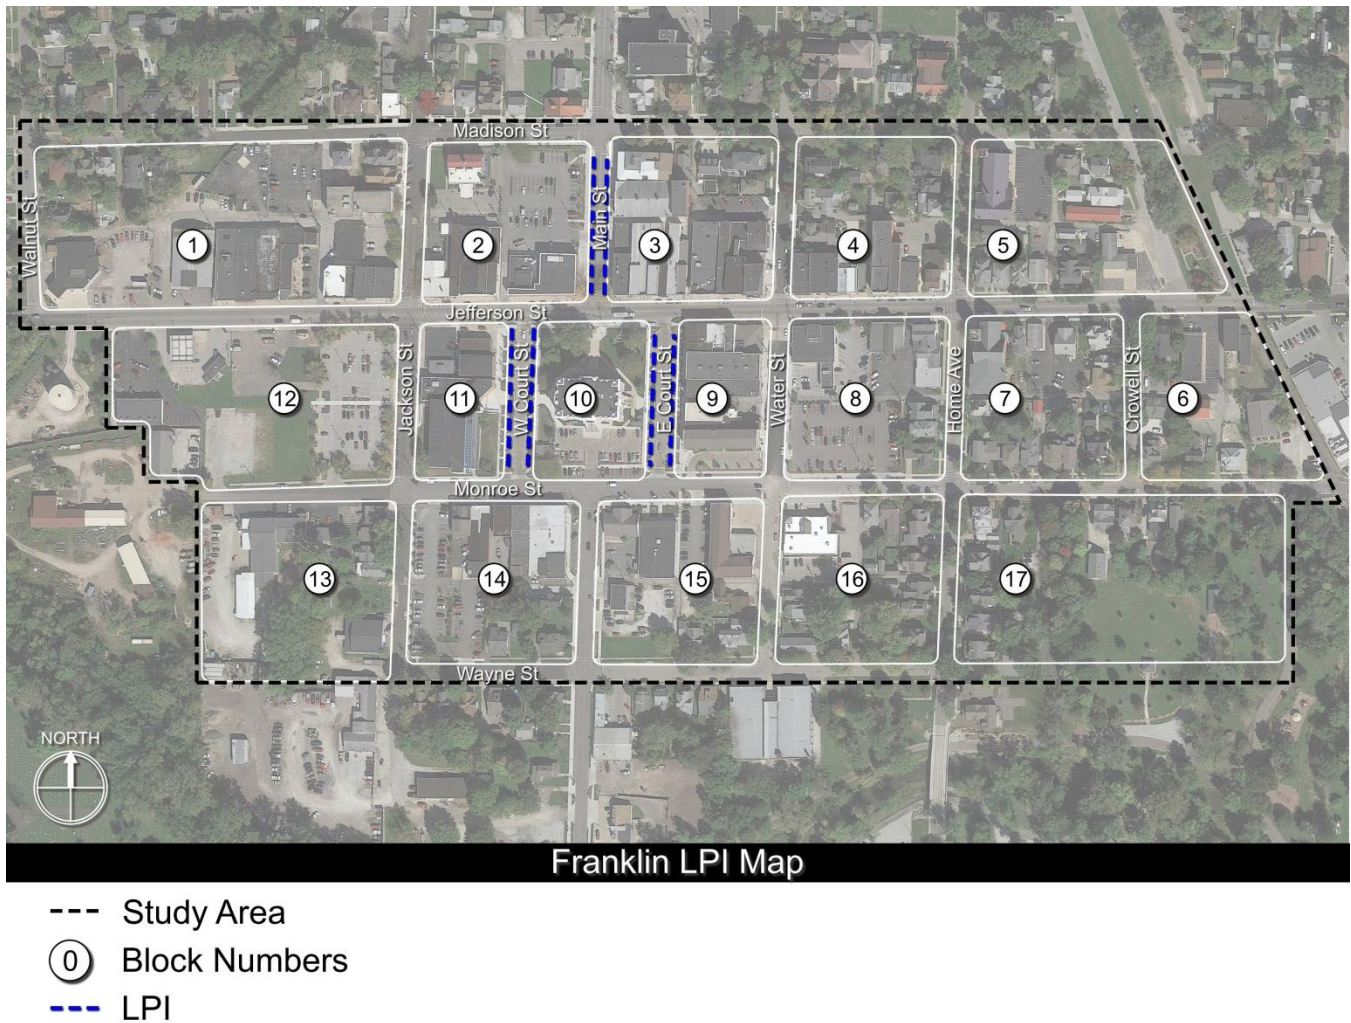 Madison St
Walnut St
1
2
Main St
3
4
5
Jefferson St
Jackson St
12
11
W. Court St
10
E Court St
9
Water St
8
Home Ave
7
Crowell St
6
Monroe St
13
14
15
16
17
Wayne St
NORTH
Franklin LPI Map
Study Area
0 Block Numbers
LPI